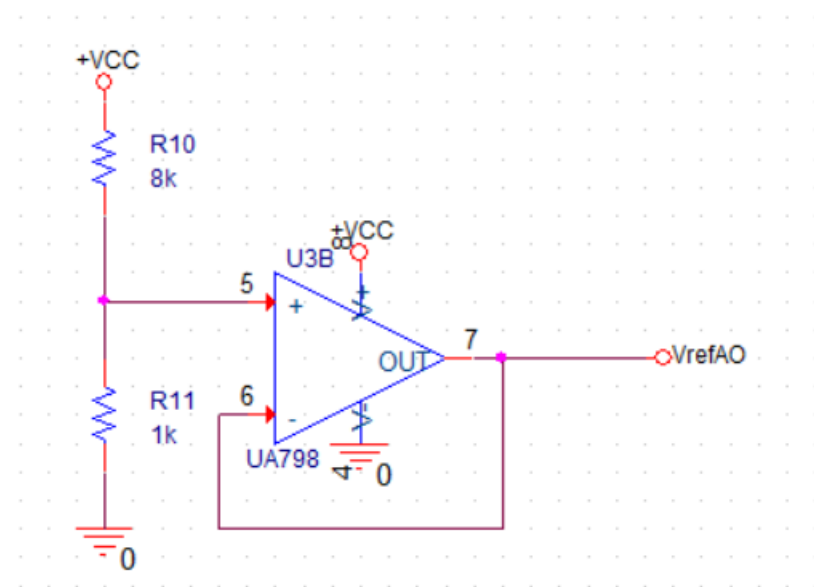 +VCC
R10
8k
+VCC
8
U3B
V+
5
+
7
OUT
VrefAO
6
-
R11
1k
V-
UA798
4
0
0